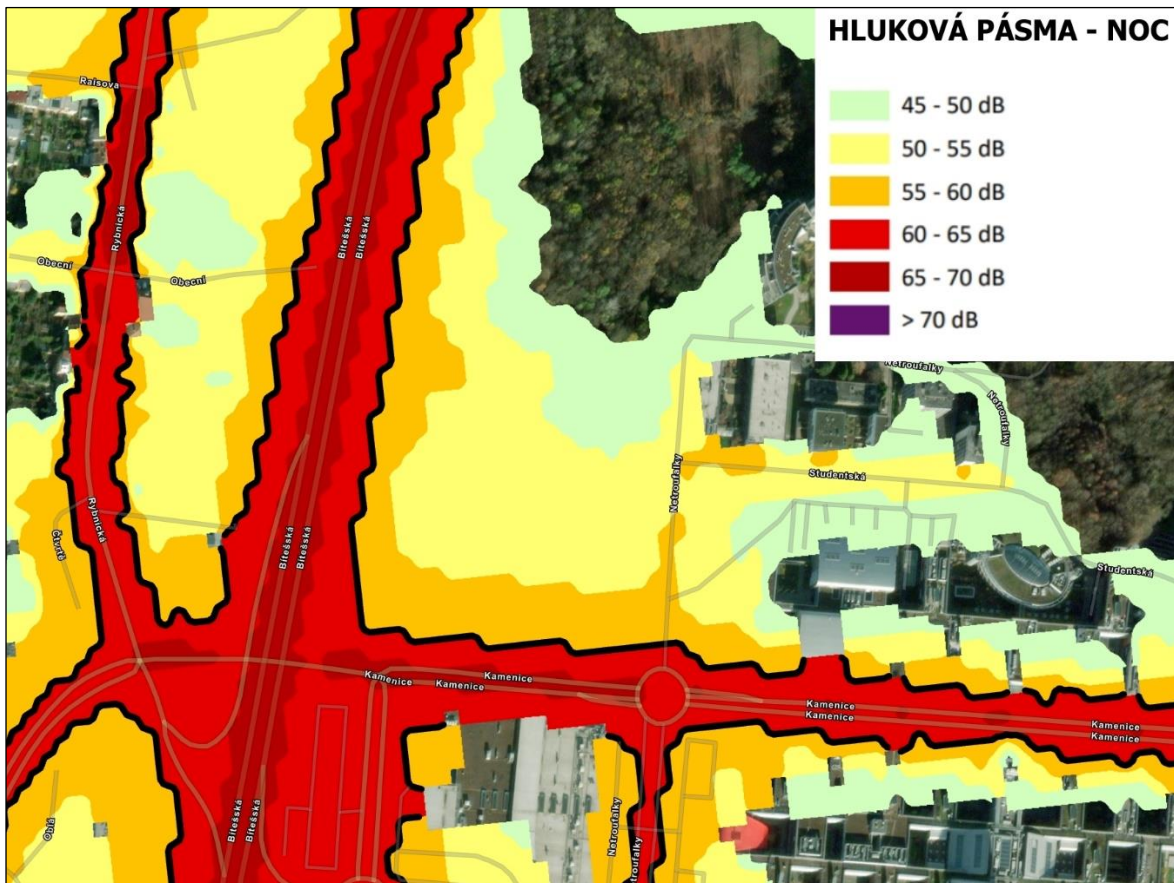 HLUKOVÁ PÁSMA - NOC
45 - 50 dB
50 - 55 dB
55 - 60 dB
60 - 65 dB
65 - 70 dB
> 70 dB
Raisova
Rybnická
Bítešská
Bítešská
Obecní
Obecní
Netroufalky
Netroufalky
Netroufalky
Studentská
Rybnická
Čtvrtě
Bítešská
Bítešská
Studentská
Kamenice
Kamenice
Kamenice
Kamenice
Kamenice
Kamenice
Kamenice
Kamenice
Oblá
Bítešská
Bítešská
Netroufalky
Netroufalky